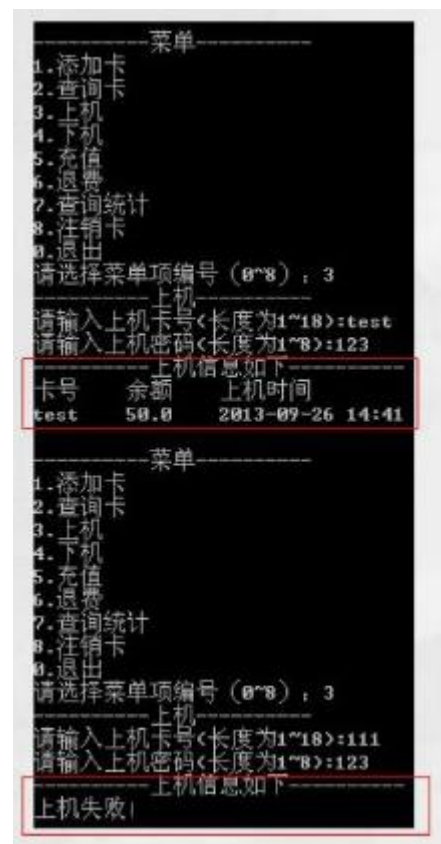 ----------菜单----------
1.添加卡
2.查询卡
3.上机
4.下机
5.充值
6.退费
7.查询统计
8.注销卡
0.退出
请选择菜单项编号（0~8）：3
----------上机----------
请输入上机卡号<长度为1~18>:test
请输入上机密码<长度为1~8>:123
----------上机信息如下----------
卡号 余额 上机时间
test 50.0 2013-09-26 14:41
----------菜单----------
1.添加卡
2.查询卡
3.上机
4.下机
5.充值
6.退费
7.查询统计
8.注销卡
0.退出
请选择菜单项编号（0~8）：3
----------上机----------
请输入上机卡号<长度为1~18>:111
请输入上机密码<长度为1~8>:123
----------上机信息如下----------
上机失败！